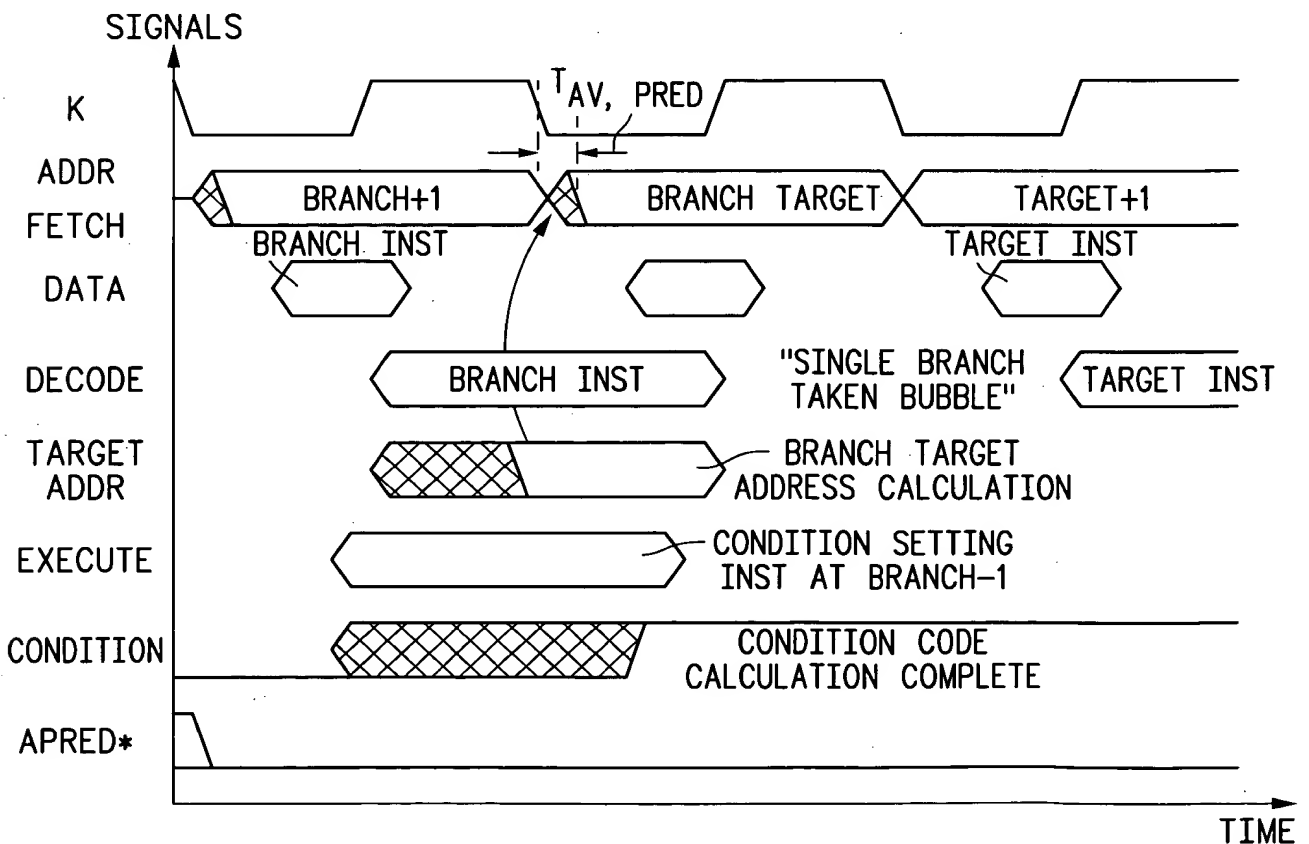 SIGNALS
K
T_AV, PRED
ADDR
BRANCH+1
BRANCH TARGET
TARGET+1
FETCH
BRANCH INST
TARGET INST
DATA
DECODE
BRANCH INST
"SINGLE BRANCH
TAKEN BUBBLE"
TARGET INST
TARGET
ADDR
BRANCH TARGET
ADDRESS CALCULATION
EXECUTE
CONDITION SETTING
INST AT BRANCH-1
CONDITION
CONDITION CODE
CALCULATION COMPLETE
APRED*
TIME